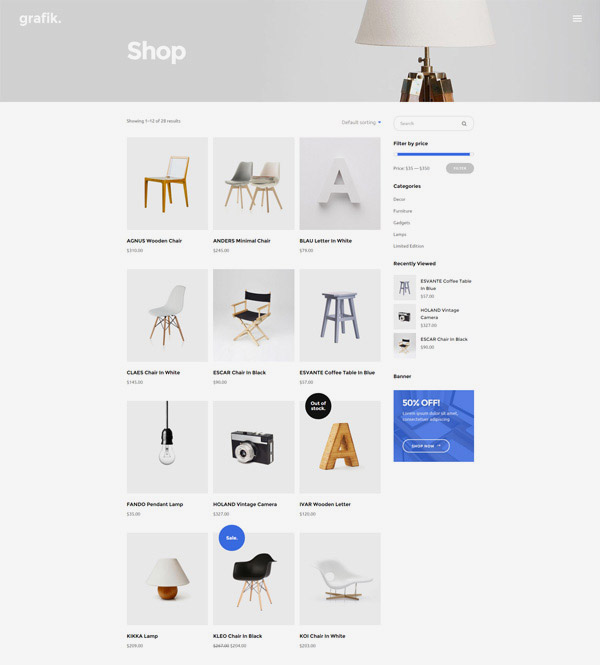 grafik.
Shop
Showing 1–12 of 38 results
Default sorting
Search
Filter by price
Price: $35 — $350
FILTER
Categories
Decor
Furniture
Gadgets
Lamps
Limited Edition
Recently Viewed
ESVANTE Coffee Table
In Blue
$57.00
HOLAND Vintage
Camera
$327.00
ESCAR Chair In Black
$90.00
Banner
50% OFF!
Lorem ipsum dolor sit amet,
consectetuer adipiscing
SHOP NOW
AGNUS Wooden Chair
$310.00
ANDERS Minimal Chair
$245.00
BLAU Letter In White
$79.00
A
CLAES Chair In White
$145.00
ESCAR Chair In Black
$90.00
ESVANTE Coffee Table In Blue
$57.00
Out of
stock.
A
FANDO Pendant Lamp
$35.00
HOLAND Vintage Camera
$327.00
IVAR Wooden Letter
$120.00
Sale.
KIKKA Lamp
$209.00
KLEO Chair In Black
$267.00 $204.00
KOI Chair In White
$203.00